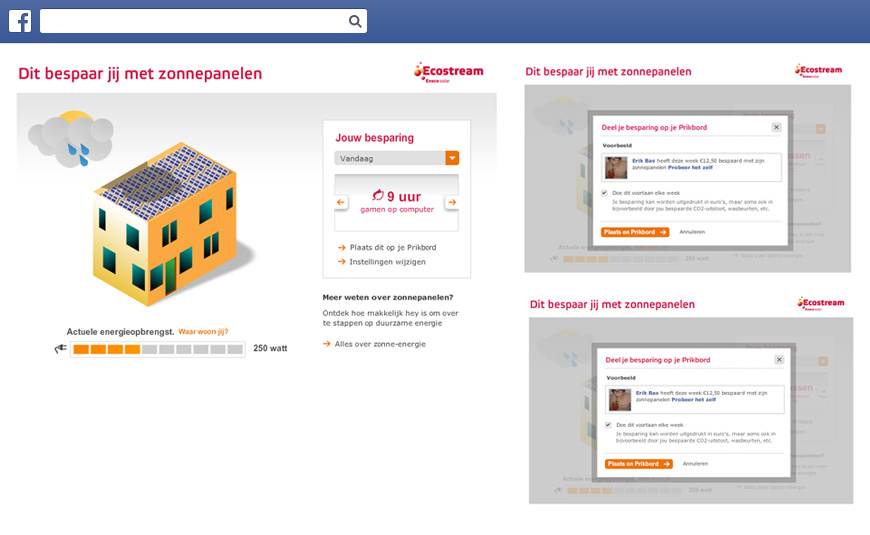 f
Dit bespaar jij met zonnepanelen
Ecostream
Eneco solar
Jouw besparing
Vandaag
9 uur
gamen op computer
Plaats dit op je Prikbord
Instellingen wijzigen
Meer weten over zonnepanelen?
Ontdek hoe makkelijk hey is om over
te stappen op duurzame energie
Alles over zonne-energie
Actuele energieopbrengst. Waar woon jij?
250 watt
Dit bespaar jij met zonnepanelen
Ecostream
Deel je besparing op je Prikbord
Voorbeeld
Erik Bas heeft deze week €12,50 bespaard met zijn
zonnepanelen Probeer het zelf
Doe dit voortaan elke week
Je besparing kan worden uitgedrukt in euro's, maar soms ook in
bijvoorbeeld door jou bespaarde CO2-uitstoot, wasbeurten, etc.
Plaats on Prikbord
Annuleren
Actuele
250 watt
Dit bespaar jij met zonnepanelen
Ecostream
Deel je besparing op je Prikbord
Voorbeeld
Erik Bas heeft deze week €12,50 bespaard met zijn
zonnepanelen Probeer het zelf
Doe dit voortaan elke week
Je besparing kan worden uitgedrukt in euro's, maar soms ook in
bijvoorbeeld door jou bespaarde CO2-uitstoot, wasbeurten, etc.
Plaats on Prikbord
Annuleren
Actuele
250 watt